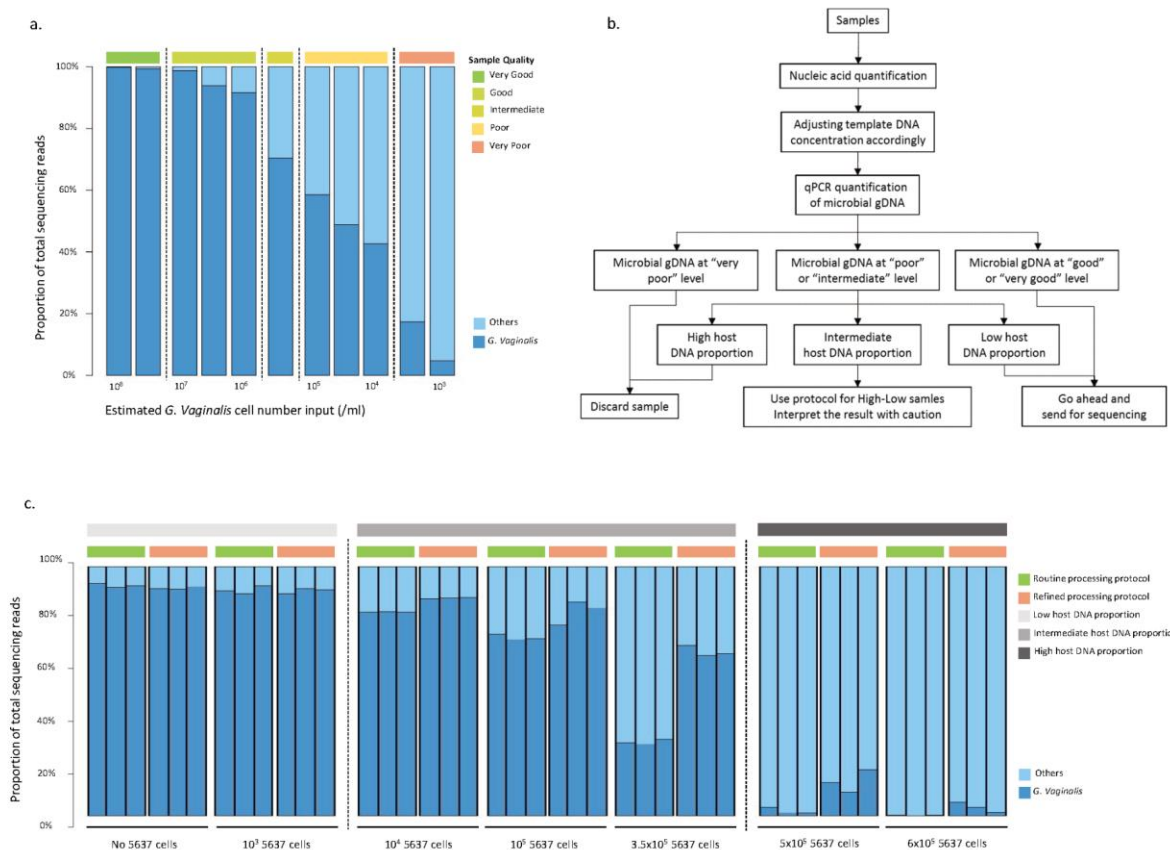 a.
Sample Quality
Very Good
Good
Intermediate
Poor
Very Poor
100%
80%
60%
40%
20%
0%
Proportion of total sequencing reads
Others
G. Vaginalis
10⁸
10⁷
10⁶
10⁵
10⁴
10³
Estimated G. Vaginalis cell number input (/ml)
b.
Samples
Nucleic acid quantification
Adjusting template DNA
concentration accordingly
qPCR quantification
of microbial gDNA
Microbial gDNA at “very
poor” level
Microbial gDNA at “poor”
or “intermediate” level
Microbial gDNA at “good”
or “very good” level
High host
DNA proportion
Intermediate
host DNA proportion
Low host
DNA proportion
Discard sample
Use protocol for High-Low samles
Interpret the result with caution
Go ahead and
send for sequencing
c.
100%
80%
60%
40%
20%
0%
Proportion of total sequencing reads
Routine processing protocol
Refined processing protocol
Low host DNA proportion
Intermediate host DNA proportio
High host DNA proportion
Others
G. Vaginalis
No 5637 cells
10³ 5637 cells
10⁴ 5637 cells
10⁵ 5637 cells
3.5x10⁵ 5637 cells
5x10⁵ 5637 cells
6x10⁵ 5637 cells